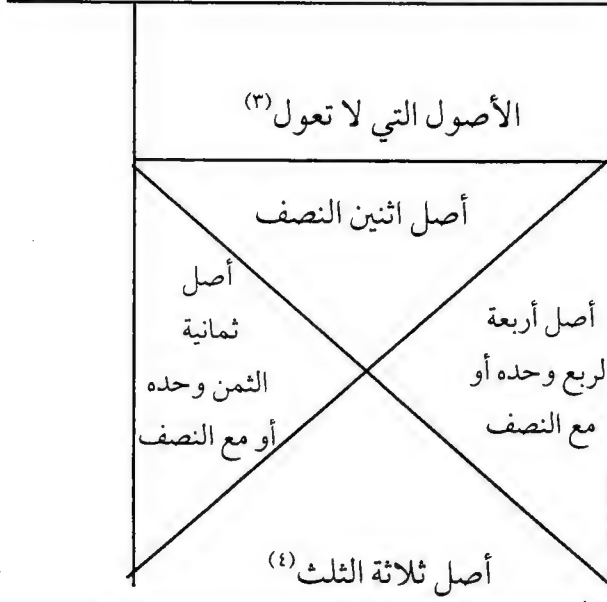 الأصول التي لا تعول(٣)
أصل اثنين النصف
أصل أربعة
لربع وحده أو
مع النصف
أصل
ثمانية
الثمن وحده
أو مع النصف
أصل ثلاثة الثلث(٤)